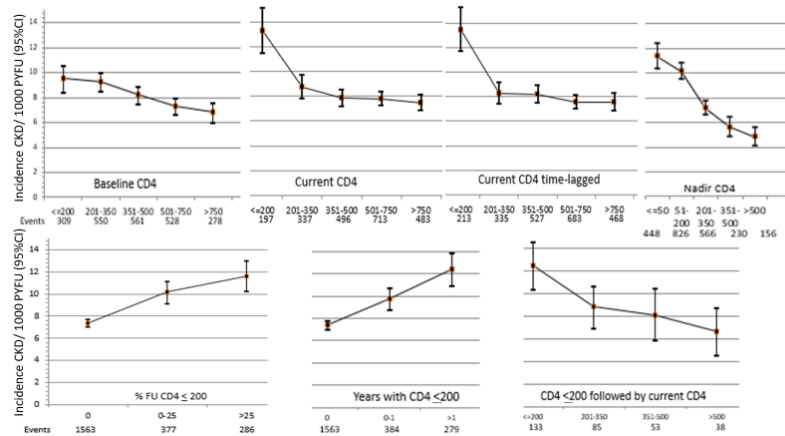 Incidence CKD/ 1000 PYFU (95%CI)
14
12
10
8
6
4
2
0
Baseline CD4
Current CD4
Current CD4 time-lagged
Nadir CD4
<=200 201-350 351-500 501-750 >750
Events 309 550 561 528 278
<=200 201-350 351-500 501-750 >750
197 337 496 713 483
<=200 201-350 351-500 501-750 >750
213 335 527 683 468
<=50 51- 201- 351- >500
200 350 500
448 826 566 230 156
Incidence CKD/ 1000 PYFU (95%CI)
14
12
10
8
6
4
2
0
% FU CD4 ≤ 200
Years with CD4 <200
CD4 ≤200 followed by current CD4
0 0-25 >25
Events 1563 377 286
0 0-1 >1
1563 384 279
<=200 201-350 351-500 >500
133 85 53 38